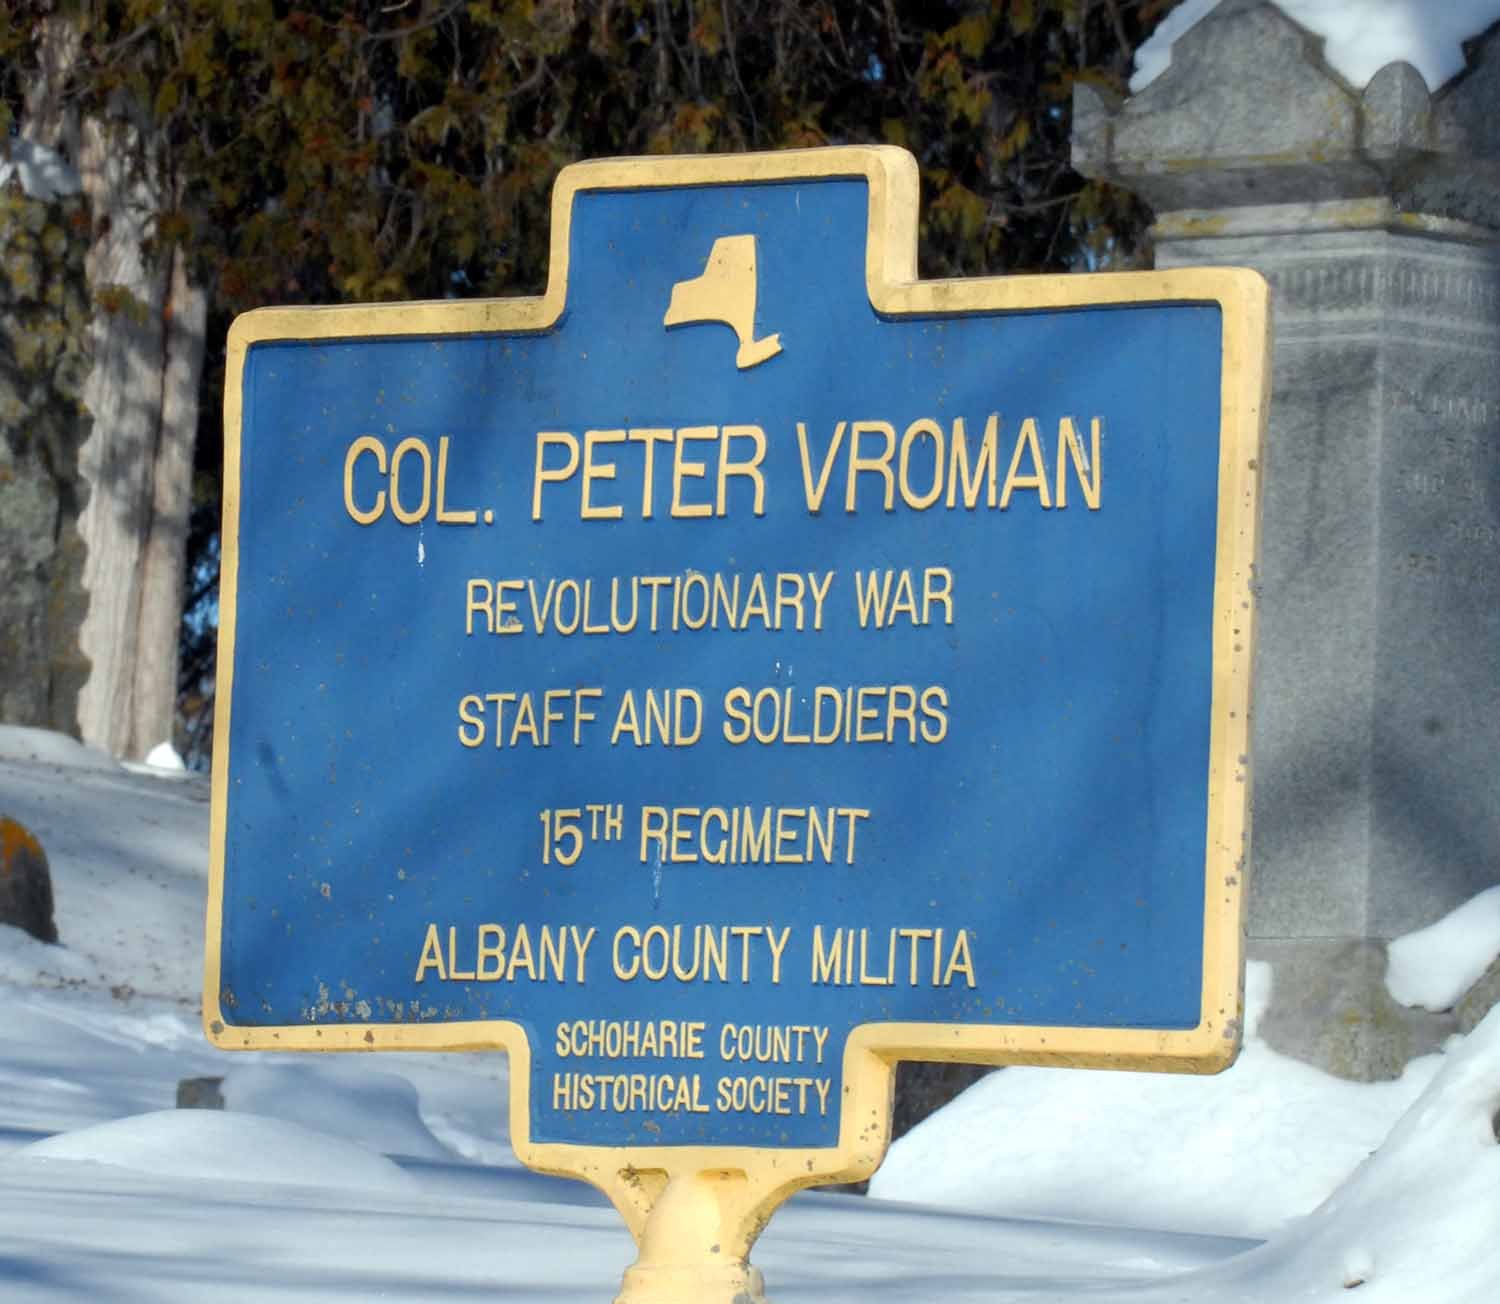 COL. PETER VROMAN
REVOLUTIONARY WAR
STAFF AND SOLDIERS
15TH REGIMENT
ALBANY COUNTY MILITIA
SCHOHARIE COUNTY
HISTORICAL SOCIETY